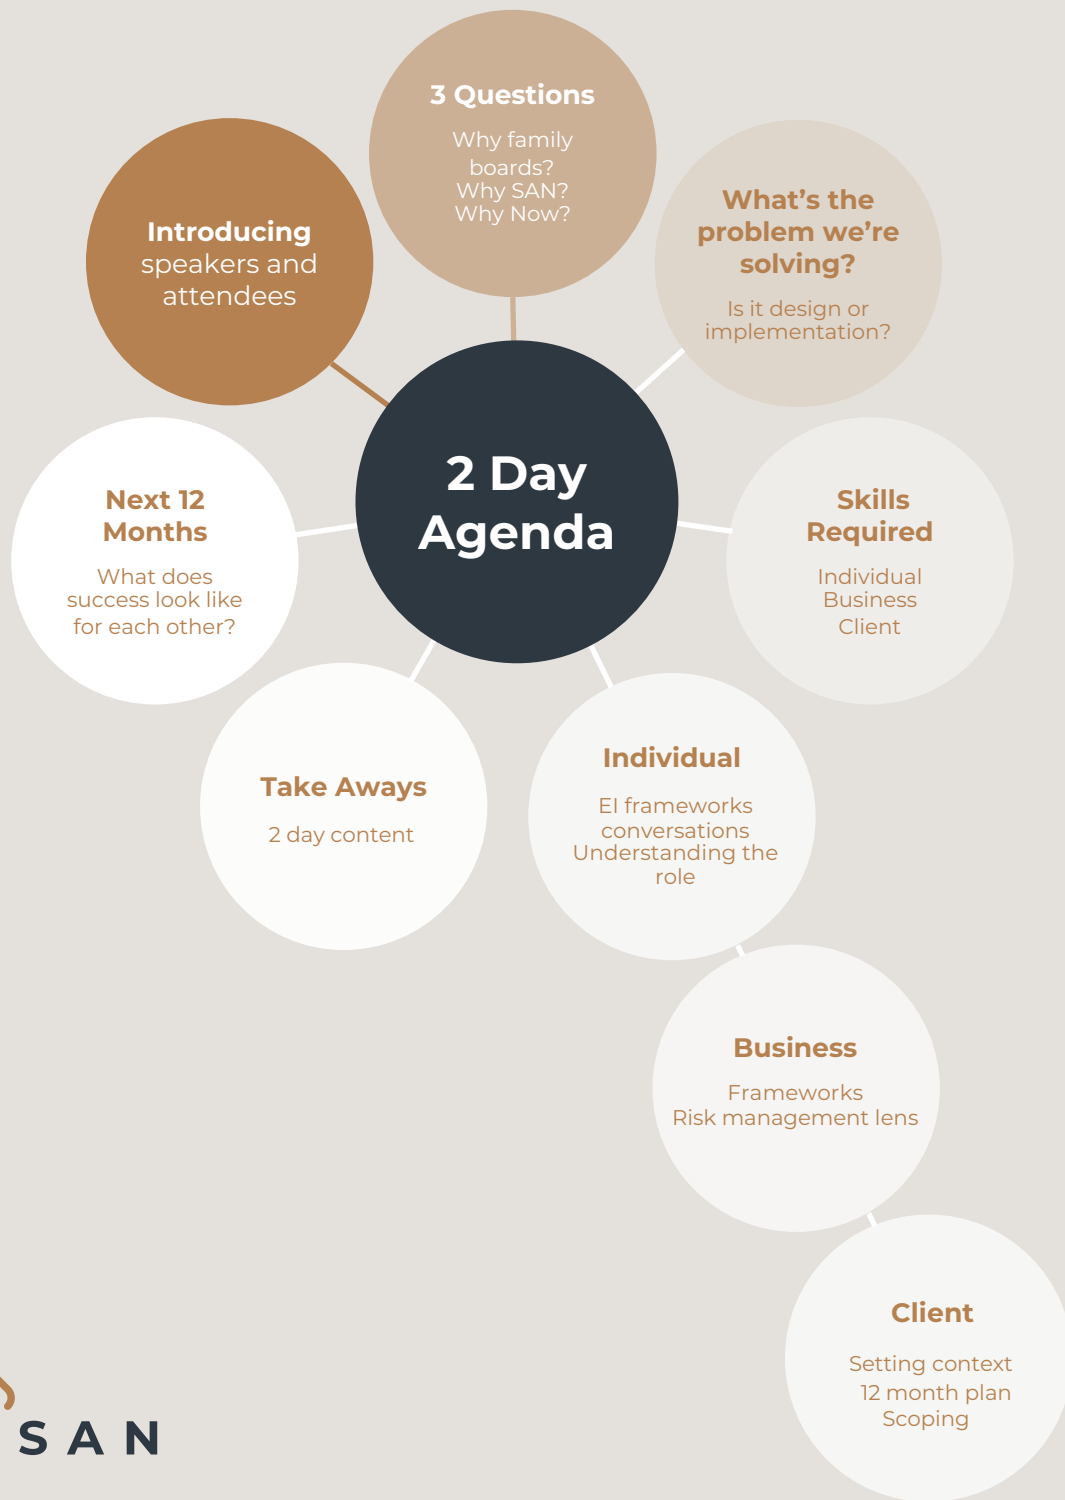 2 Day
Agenda
Introducing
speakers and
attendees
3 Questions
Why family
boards?
Why SAN?
Why Now?
What’s the
problem we’re
solving?
Is it design or
implementation?
Skills
Required
Individual
Business
Client
Individual
EI frameworks
conversations
Understanding the
role
Business
Frameworks
Risk management lens
Client
Setting context
12 month plan
Scoping
Take Aways
2 day content
Next 12
Months
What does
success look like
for each other?
SAN